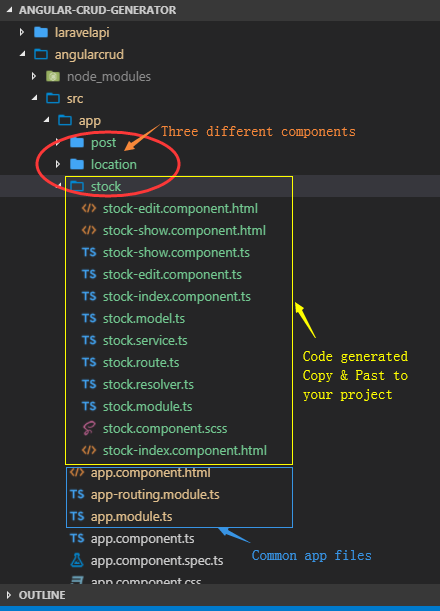 ANGULAR-CRUD-GENERATOR
laravelapi
angularcrud
node_modules
src
app
post
Three different components
location
stock
stock-edit.component.html
stock-show.component.html
TS stock-show.component.ts
TS stock-edit.component.ts
TS stock-index.component.ts
TS stock.model.ts
TS stock.service.ts
TS stock.route.ts
TS stock.resolver.ts
TS stock.module.ts
stock.component.scss
stock-index.component.html
Code generated
Copy & Past to
your project
app.component.html
TS app-routing.module.ts
TS app.module.ts
TS app.component.ts
Common app files
app.component.spec.ts
app.component.css
OUTLINE